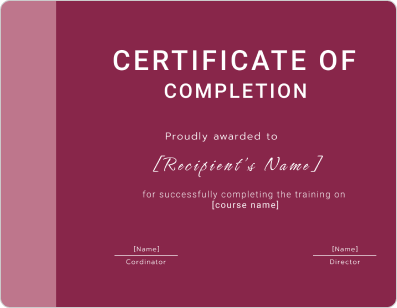 CERTIFICATE OF
COMPLETION
Proudly awarded to
[Recipient's Name]
for successfully completing the training on
[course name]
[Name] [Name]
Cordinator Director